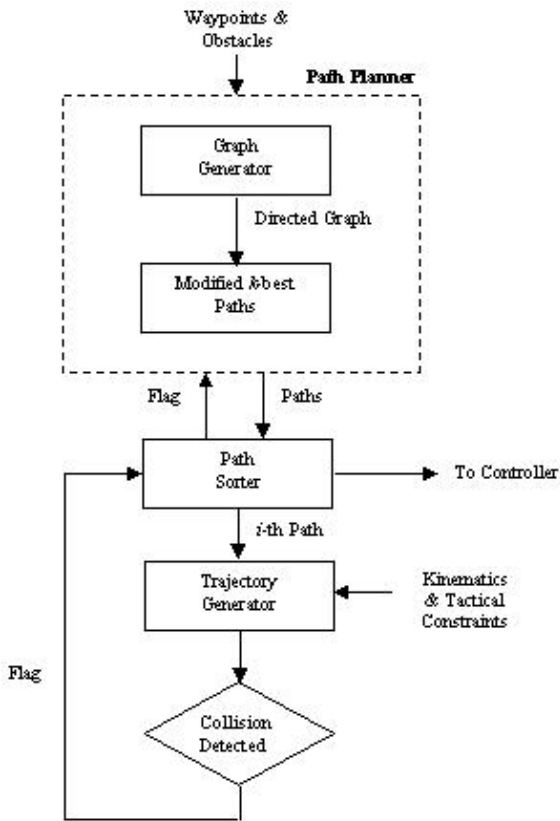 Waypoints &
Obstacles
Path Planner
Graph
Generator
Directed Graph
Modified k-best
Paths
Flag
Paths
Path
Sorter
To Controller
i-th Path
Trajectory
Generator
Kinematics
& Tactical
Constraints
Flag
Collision
Detected